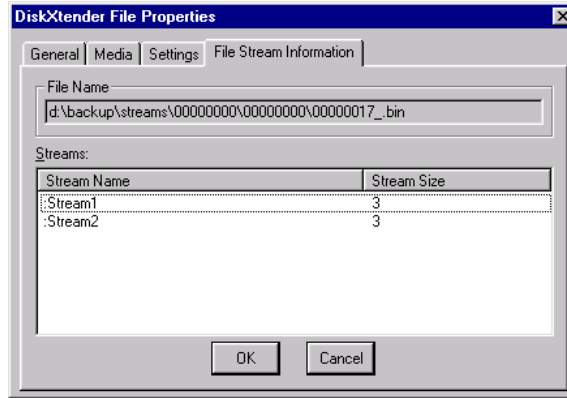 DiskXtender File Properties
General Media Settings File Stream Information
File Name
d:\backup\streams\00000000\00000000\00000017_.bin
Streams:
Stream Name Stream Size
:Stream1 3
:Stream2 3
OK Cancel